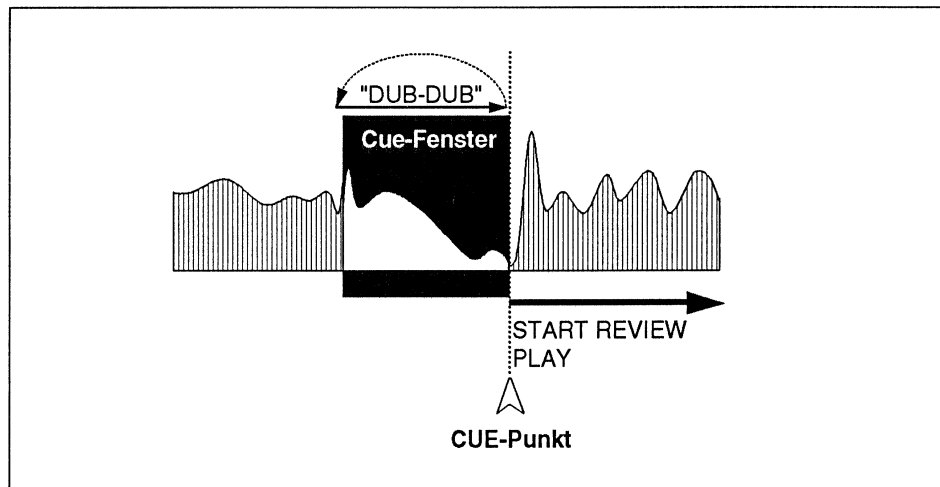 "DUB-DUB"
Cue-Fenster
START REVIEW
PLAY
CUE-Punkt